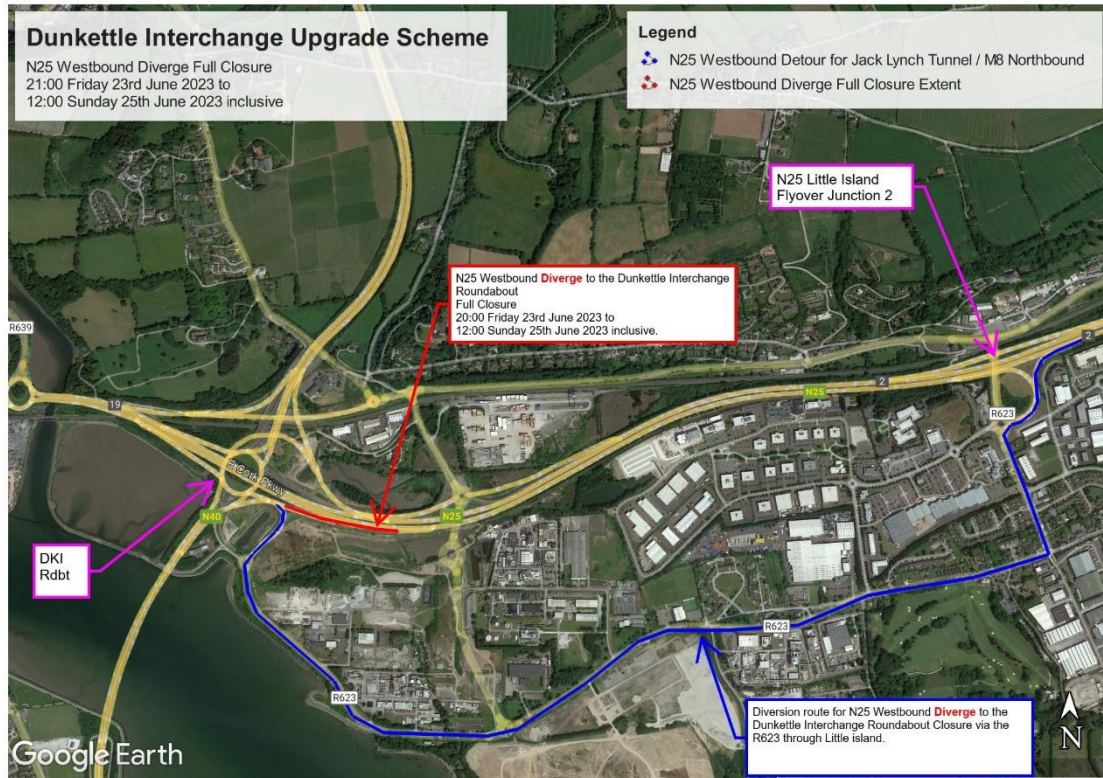 Dunkettle Interchange Upgrade Scheme
N25 Westbound Diverge Full Closure
21:00 Friday 23rd June 2023 to
12:00 Sunday 25th June 2023 inclusive
Legend
N25 Westbound Detour for Jack Lynch Tunnel / M8 Northbound
N25 Westbound Diverge Full Closure Extent
N25 Little Island
Flyover Junction 2
N25 Westbound Diverge to the Dunkettle Interchange
Roundabout
Full Closure
20:00 Friday 23rd June 2023 to
12:00 Sunday 25th June 2023 inclusive.
R639
19
2
2
N25
R623
E Cork Pkwy
N40
N25
DKI
Rdbt
R623
R623
Diversion route for N25 Westbound Diverge to the
Dunkettle Interchange Roundabout Closure via the
R623 through Little island.
N
Google Earth